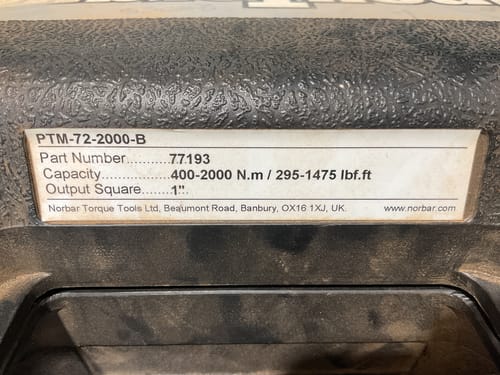 PTM-72-2000-B
Part Number..........77193
Capacity................400-2000 N.m / 295-1475 lbf.ft
Output Square......1"
Norbar Torque Tools Ltd, Beaumont Road, Banbury, OX16 1XJ, UK. www.norbar.com